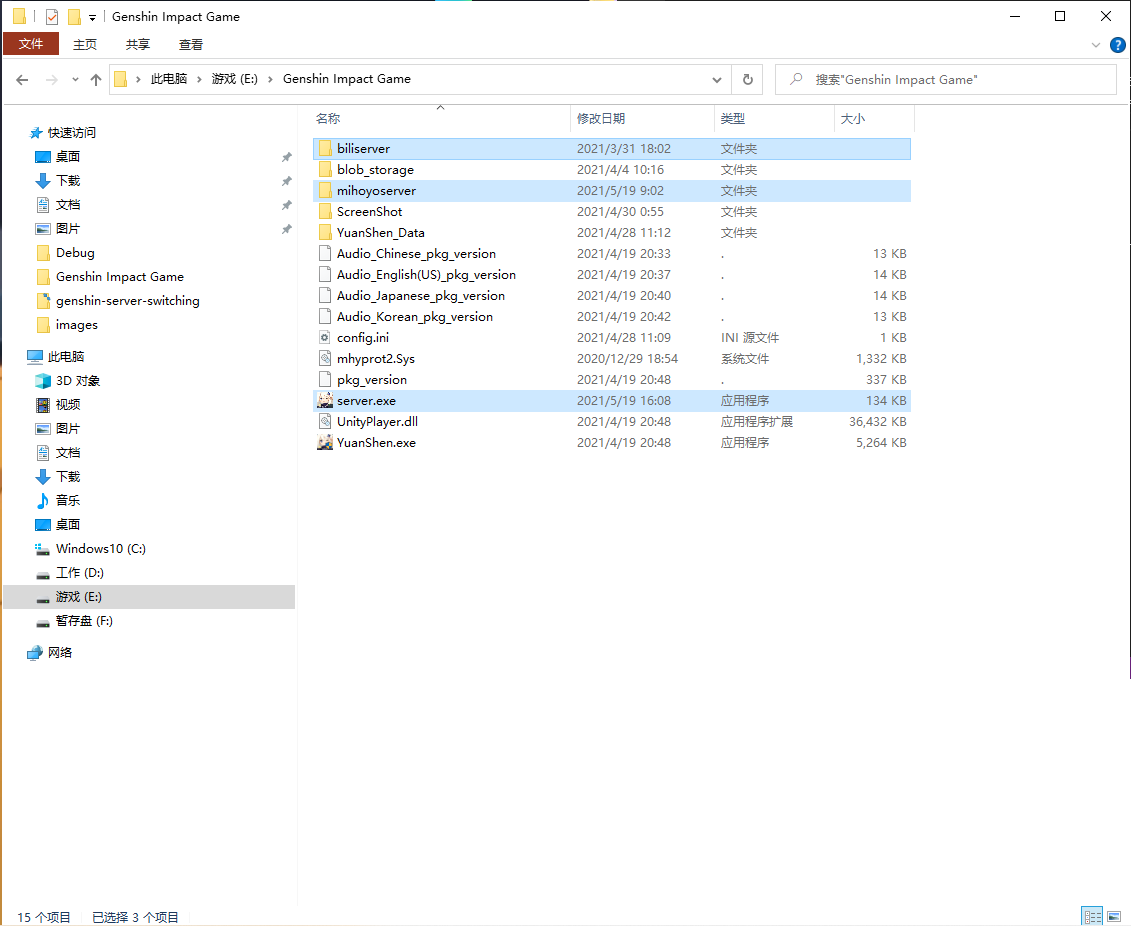 Genshin Impact Game
文件 主页 共享 查看
此电脑 游戏 (E:) Genshin Impact Game 搜索"Genshin Impact Game"
名称 修改日期 类型 大小
快速访问
桌面
下载
文档
图片
Debug
Genshin Impact Game
genshin-server-switching
images
此电脑
3D 对象
视频
图片
文档
下载
音乐
桌面
Windows10 (C:)
工作 (D:)
游戏 (E:)
暂存盘 (F:)
网络
biliserver 2021/3/31 18:02 文件夹
blob_storage 2021/4/4 10:16 文件夹
mihoyoserver 2021/5/19 9:02 文件夹
ScreenShot 2021/4/30 0:55 文件夹
YuanShen_Data 2021/4/28 11:12 文件夹
Audio_Chinese_pkg_version 2021/4/19 20:33 . 13 KB
Audio_English(US)_pkg_version 2021/4/19 20:37 . 14 KB
Audio_Japanese_pkg_version 2021/4/19 20:40 . 14 KB
Audio_Korean_pkg_version 2021/4/19 20:42 . 13 KB
config.ini 2021/4/28 11:09 INI 源文件 1 KB
mhyprot2.Sys 2020/12/29 18:54 系统文件 1,332 KB
pkg_version 2021/4/19 20:48 . 337 KB
server.exe 2021/5/19 16:08 应用程序 134 KB
UnityPlayer.dll 2021/4/19 20:48 应用程序扩展 36,432 KB
YuanShen.exe 2021/4/19 20:48 应用程序 5,264 KB
15 个项目 已选择 3 个项目